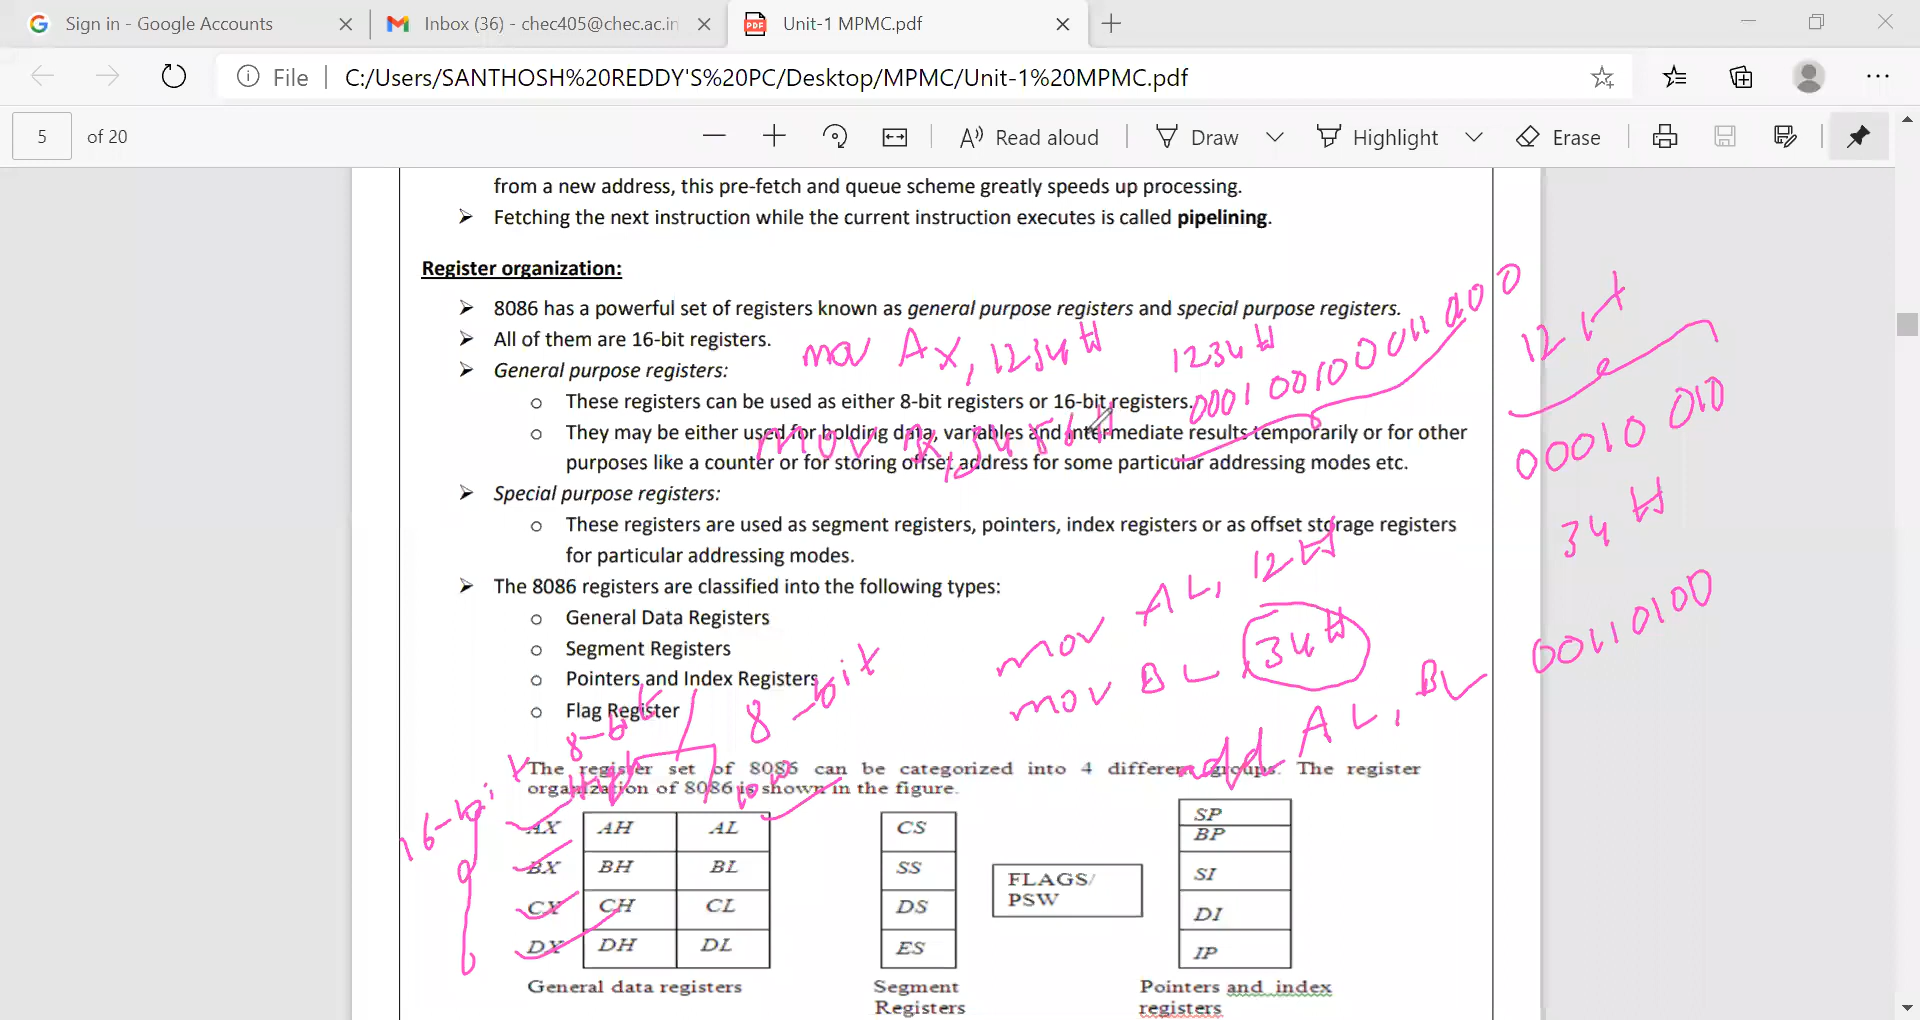 Sign in - Google Accounts
Inbox (36) - chec405@chec.ac.in
Unit-1 MPMC.pdf
File | C:/Users/SANTHOSH%20REDDY'S%20PC/Desktop/MPMC/Unit-1%20MPMC.pdf
5 of 20
Read aloud
Draw
Highlight
Erase
from a new address, this pre-fetch and queue scheme greatly speeds up processing.
Fetching the next instruction while the current instruction executes is called pipelining.
Register organization:
8086 has a powerful set of registers known as general purpose registers and special purpose registers.
All of them are 16-bit registers.
mov AX, 1234H
1234H
12H
General purpose registers:
These registers can be used as either 8-bit registers or 16-bit registers.
00010010
They may be either used for holding data, variables and intermediate results temporarily or for other
mov
purposes like a counter or for storing offset address for some particular addressing modes etc.
Special purpose registers:
34H
These registers are used as segment registers, pointers, index registers or as offset storage registers
for particular addressing modes.
The 8086 registers are classified into the following types:
mov AL, 12H
General Data Registers
00110100
Segment Registers
mov BL, 34H
Pointers and Index Registers
8-bit
Flag Register
8-bit
add AL, BL
16-bit
high
low
The register set of 8086 can be categorized into 4 different groups. The register
organization of 8086 is shown in the figure.
AX AH AL
BX BH BL
CX CH CL
DX DH DL
General data registers
CS
SS
DS
ES
Segment
Registers
FLAGS/
PSW
SP
BP
SI
DI
IP
Pointers and index
registers